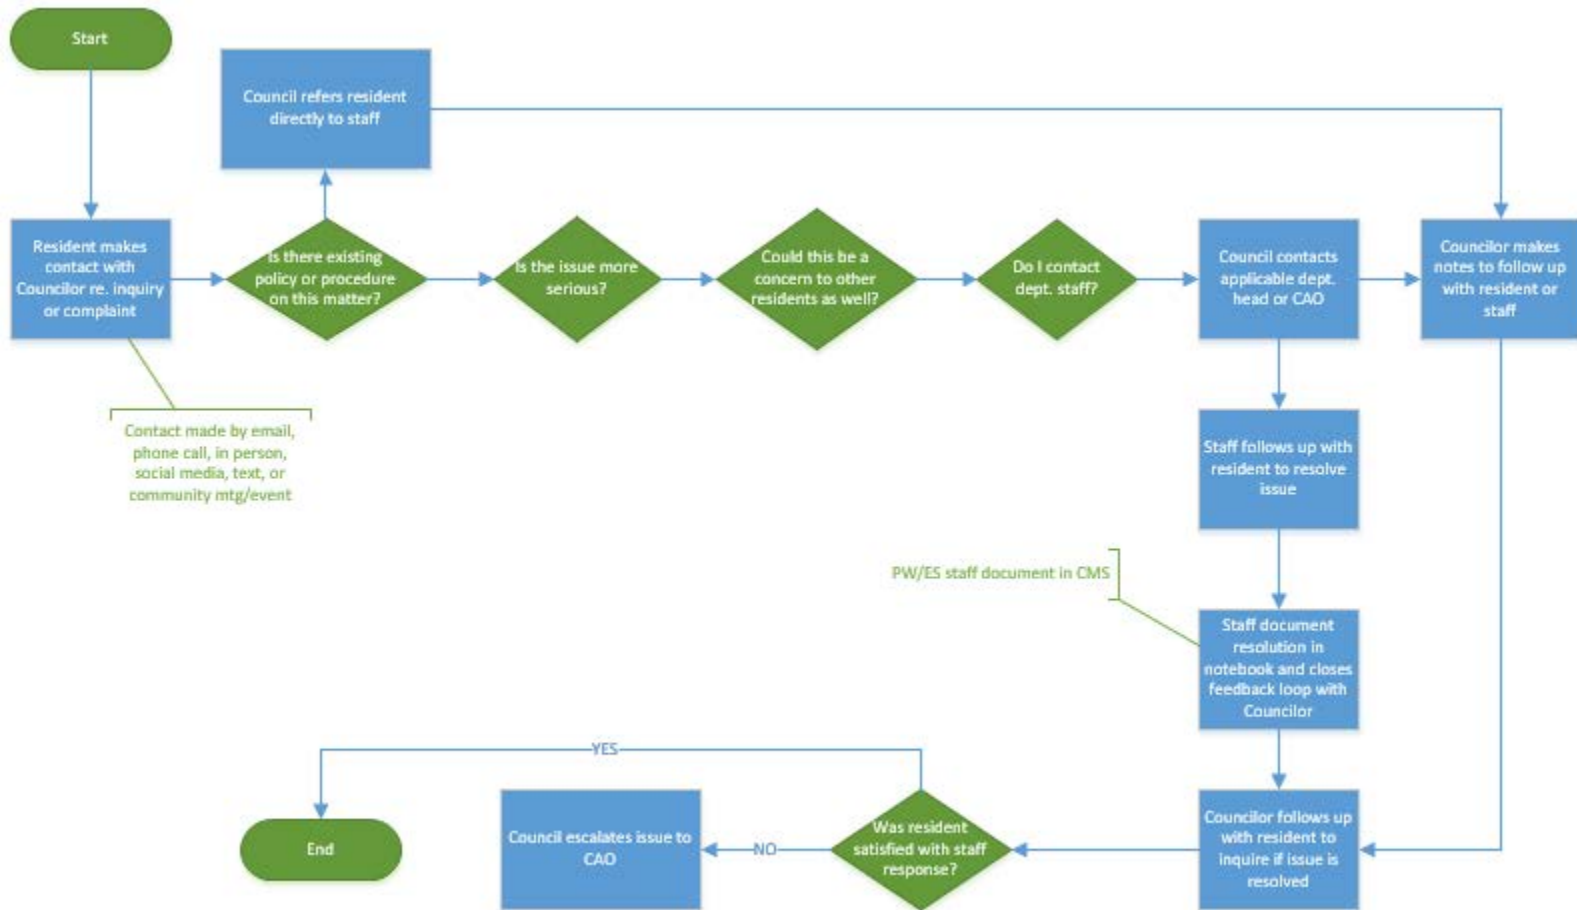 Start
Council refers resident
directly to staff
Resident makes
contact with
Councilor re. inquiry
or complaint
Is there existing
policy or procedure
on this matter?
Is the issue more
serious?
Could this be a
concern to other
residents as well?
Do I contact
dept. staff?
Council contacts
applicable dept.
head or CAO
Councilor makes
notes to follow up
with resident or
staff
Contact made by email,
phone call, in person,
social media, text, or
community mtg/event
Staff follows up with
resident to resolve
issue
PW/ES staff document in CMS
Staff document
resolution in
notebook and closes
feedback loop with
Councilor
YES
Councilor follows up
with resident to
inquire if issue is
resolved
Was resident
satisfied with staff
response?
NO
Council escalates issue to
CAO
End